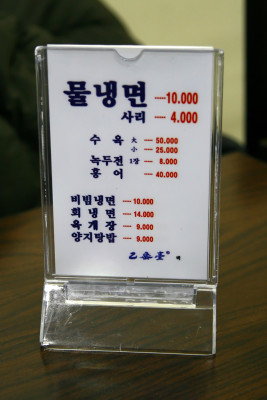 물냉면 ----- 10.000
사리 ----- 4.000
수 육 大 ---- 50.000
小 ---- 25.000
녹두전 1장 ---- 8.000
홍 어 ---- 40.000
비빔냉면 ---- 10.000
회냉면 ---- 14.000
육개장 ---- 9.000
양지탕밥 ---- 9.000